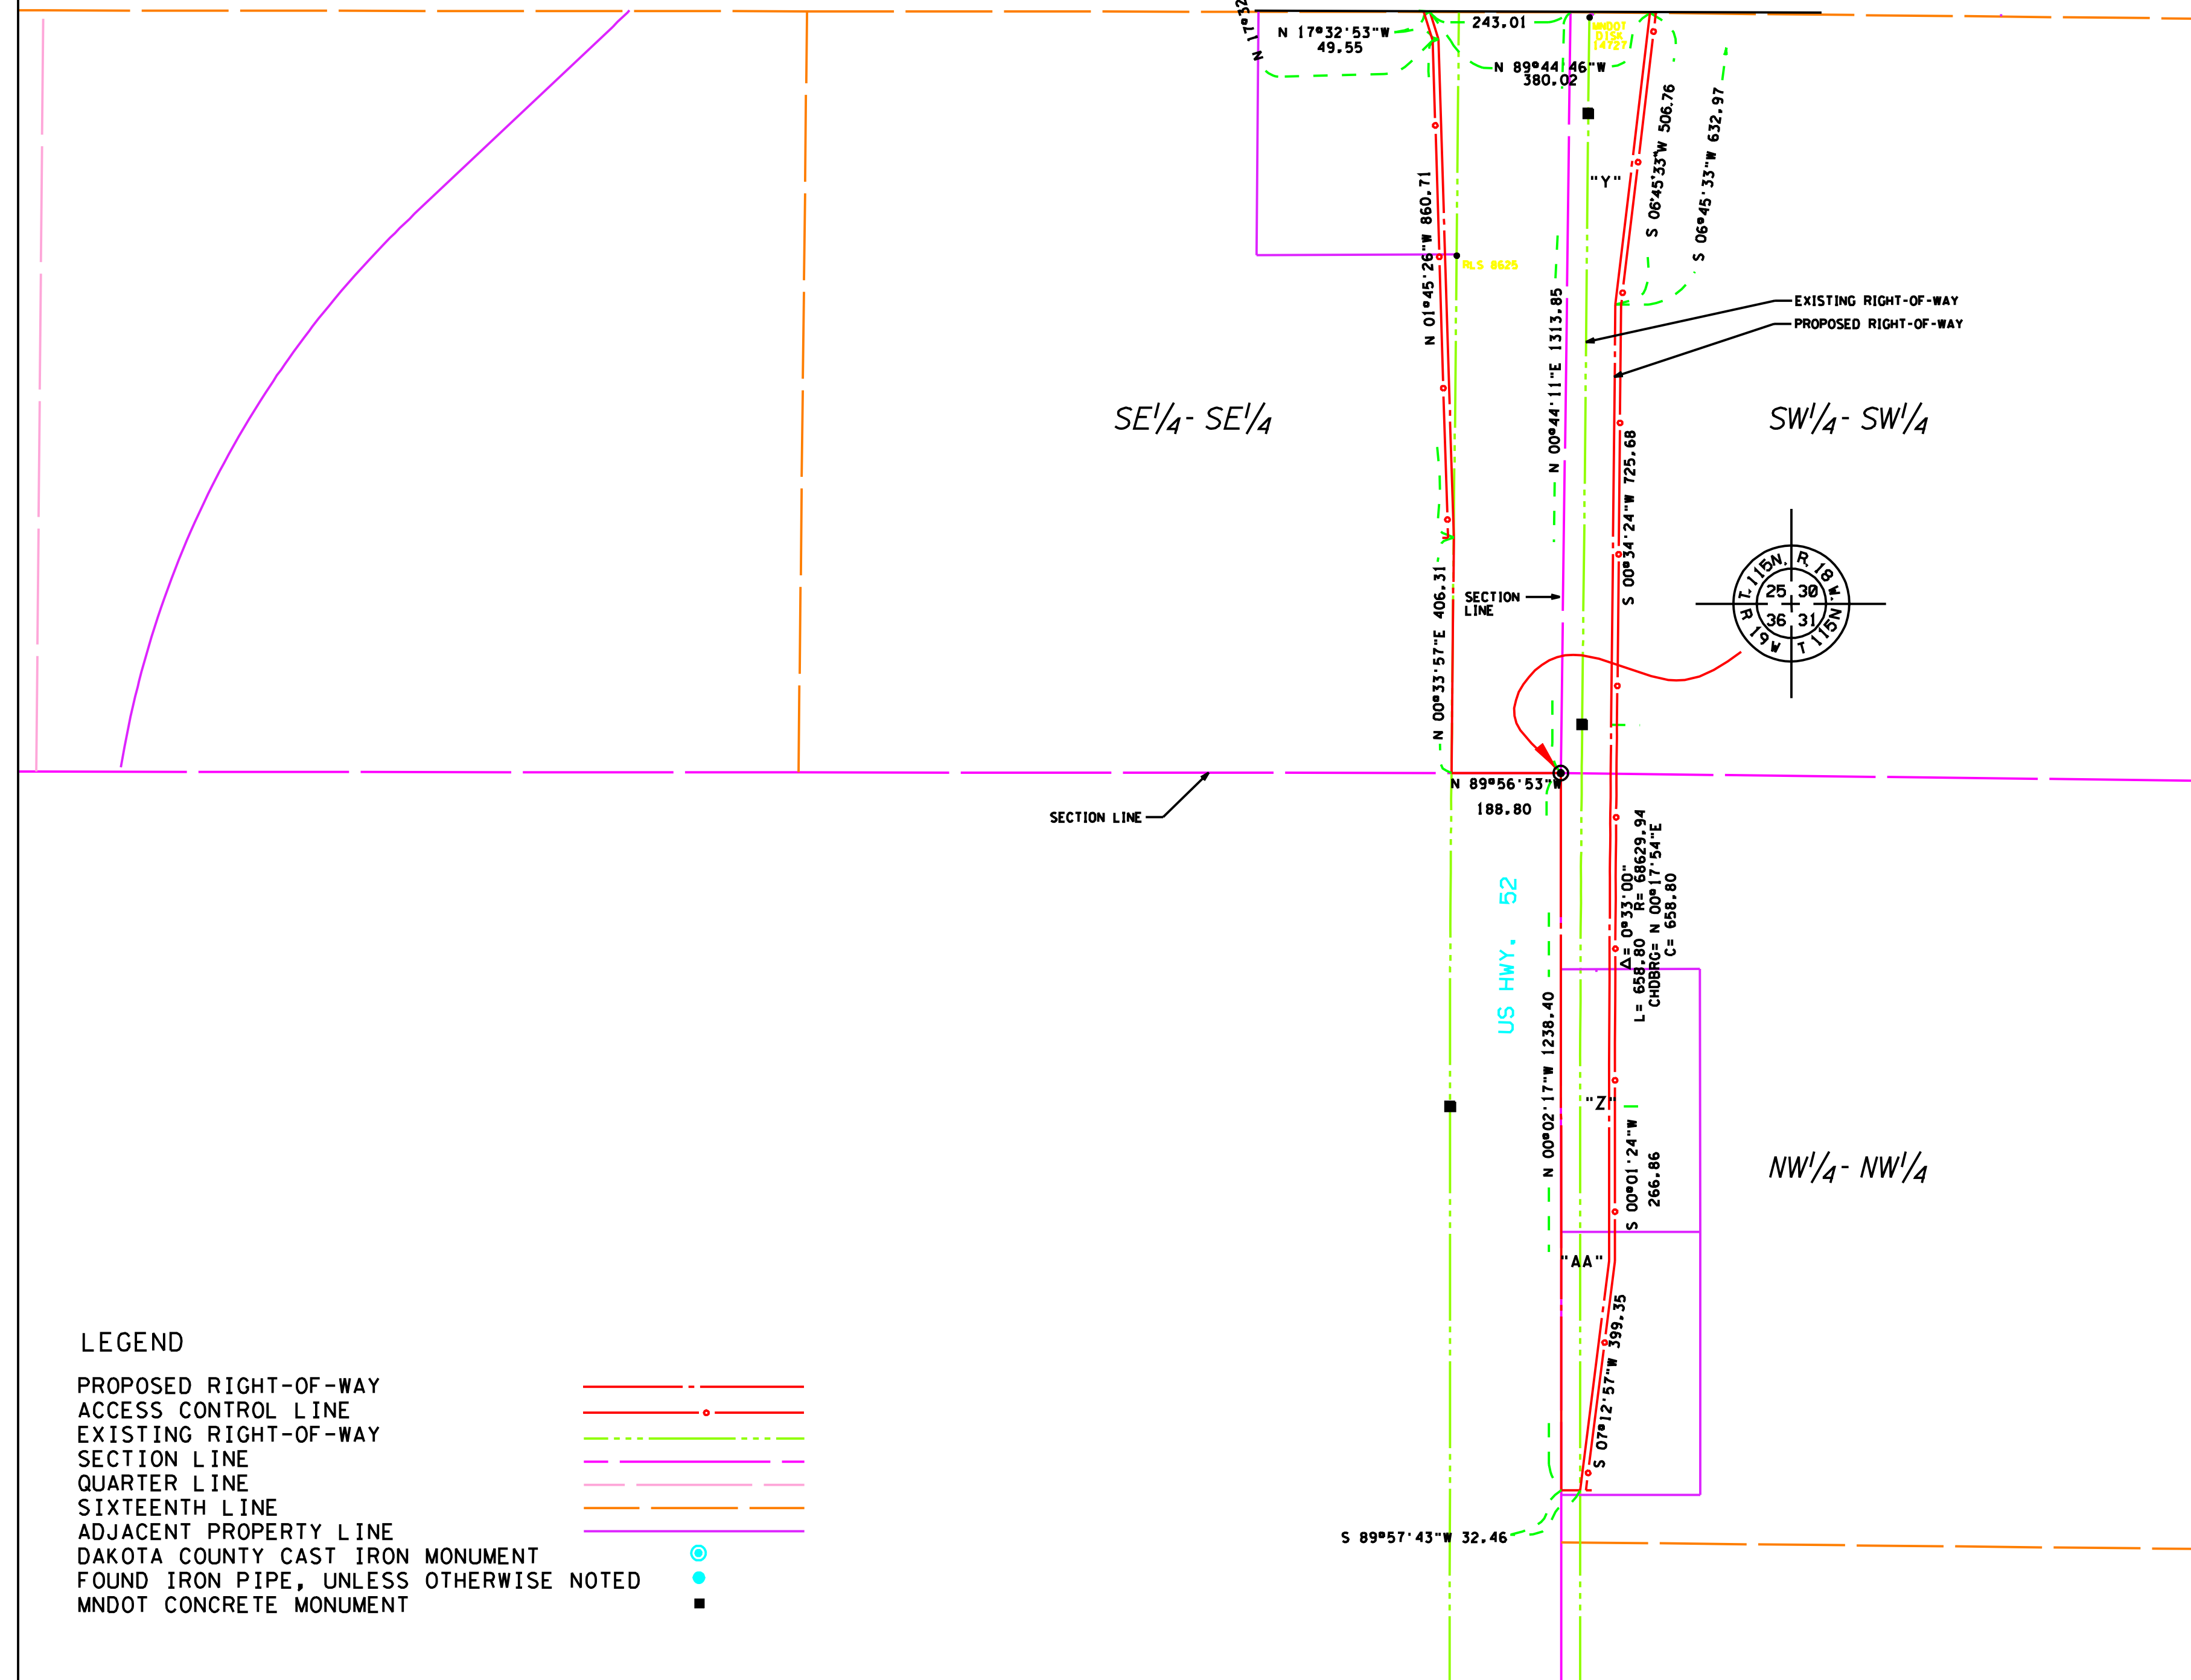 N 17°32
N 17°32'53"W
49.55
243.01
MNDOT
DISK
14727
N 89°44'46"W
380.02
S 06°45'33"W 506.76
S 06°45'33"W 632.97
"Y"
N 01°45'26"W 860.71
RLS 8625
EXISTING RIGHT-OF-WAY
PROPOSED RIGHT-OF-WAY
N 00°44'11"E 1313.85
SE1/4- SE1/4
SW1/4- SW1/4
S 00°34'24"W 725.68
T. 115N. R. 18 W.
25 30
36 31
R 19W T 115N
SECTION
LINE
N 00°33'57"E 406.31
N 89°56'53"W
188.80
SECTION LINE
Δ= 0°33'00"
L= 658.80 R= 68629.94
CHDBRG= N 00°17'54"E
C= 658.80
US HWY. 52
N 00°02'17"W 1238.40
"Z"
S 00°01'24"W
266.86
NW1/4- NW1/4
"AA"
S 07°12'57"W 399.35
S 89°57'43"W 32.46
LEGEND
PROPOSED RIGHT-OF-WAY
ACCESS CONTROL LINE
EXISTING RIGHT-OF-WAY
SECTION LINE
QUARTER LINE
SIXTEENTH LINE
ADJACENT PROPERTY LINE
DAKOTA COUNTY CAST IRON MONUMENT
FOUND IRON PIPE, UNLESS OTHERWISE NOTED
MNDOT CONCRETE MONUMENT